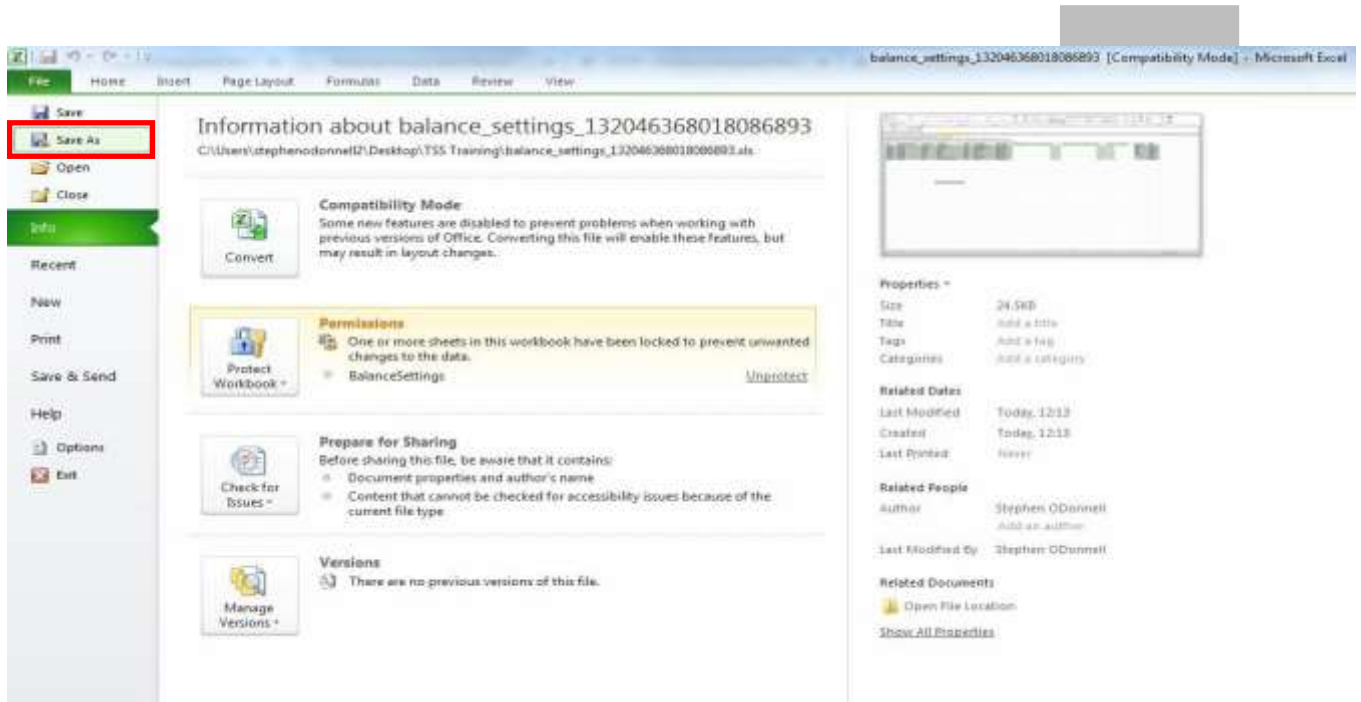 balance_settings_132046368018086893 [Compatibility Mode] - Microsoft Excel
File Home Insert Page Layout Formulas Data Review View
Save
Save As
Open
Close
Info
Recent
New
Print
Save & Send
Help
Options
Exit
Information about balance_settings_132046368018086893
C:\Users\stephenodonnell2\Desktop\TSS Training\balance_settings_132046368018086893.xls
Convert
Compatibility Mode
Some new features are disabled to prevent problems when working with
previous versions of Office. Converting this file will enable these features, but
may result in layout changes.
Protect
Workbook
Permissions
One or more sheets in this workbook have been locked to prevent unwanted
changes to the data.
BalanceSettings Unprotect
Check for
Issues
Prepare for Sharing
Before sharing this file, be aware that it contains:
Document properties and author's name
Content that cannot be checked for accessibility issues because of the
current file type
Manage
Versions
Versions
There are no previous versions of this file.
Properties
Size 24.5KB
Title Add a title
Tags Add a tag
Categories Add a category
Related Dates
Last Modified Today, 12:13
Created Today, 12:13
Last Printed Never
Related People
Author Stephen ODonnell
Add an author
Last Modified By Stephen ODonnell
Related Documents
Open File Location
Show All Properties